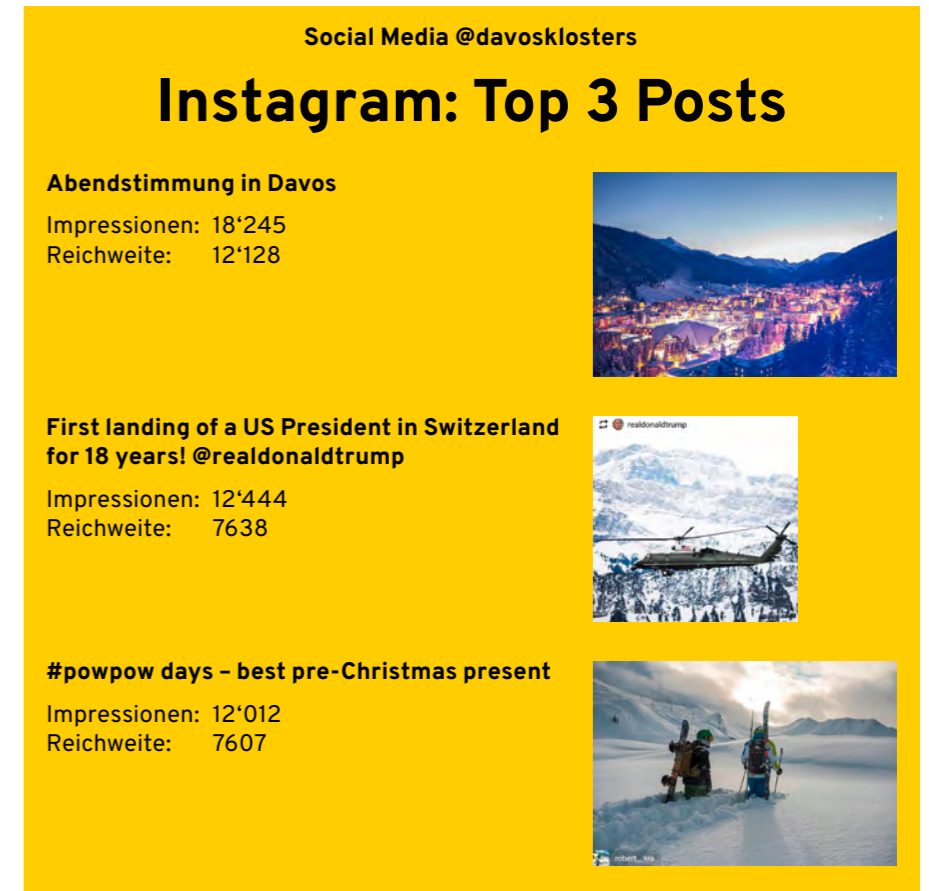 Social Media @davosklosters
Instagram: Top 3 Posts
Abendstimmung in Davos
Impressionen: 18‘245
Reichweite: 12‘128
First landing of a US President in Switzerland
for 18 years! @realdonaldtrump
realdonaldtrump
Impressionen: 12‘444
Reichweite: 7638
#powpow days – best pre-Christmas present
Impressionen: 12‘012
Reichweite: 7607
robert_kra